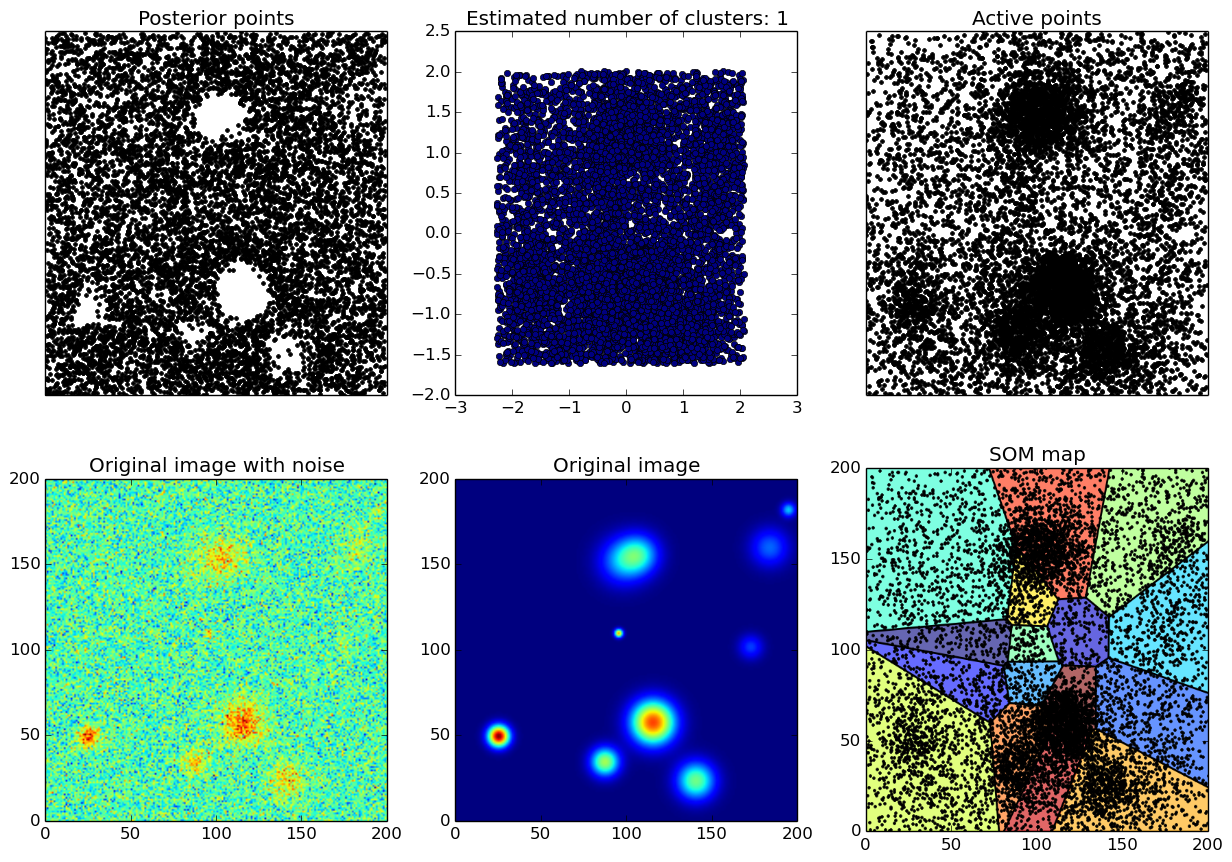 Posterior points
Estimated number of clusters: 1
Active points
2.5
2.0
1.5
1.0
0.5
0.0
−0.5
−1.0
−1.5
−2.0
−3 −2 −1 0 1 2 3
Original image with noise
Original image
SOM map
200
150
100
50
0
0 50 100 150 200
200
150
100
50
0
0 50 100 150 200
200
150
100
50
0
0 50 100 150 200